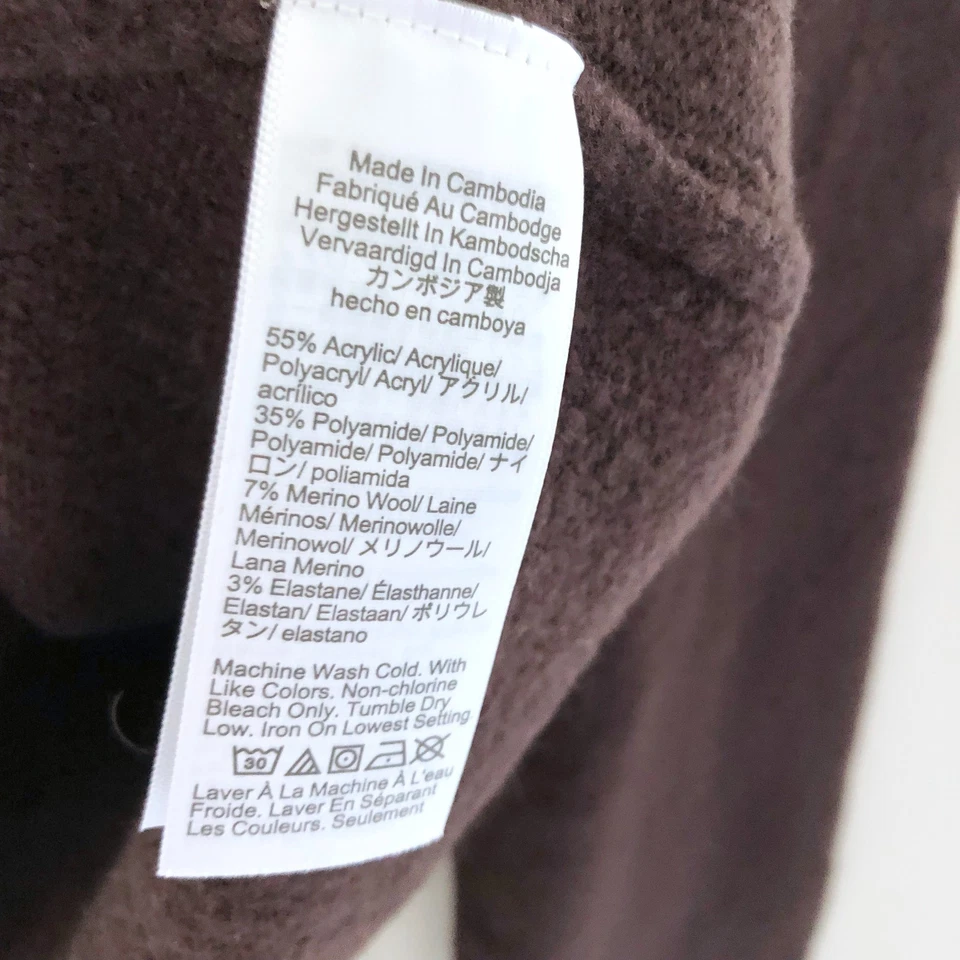 Made In Cambodia
Fabriqué Au Cambodge
Hergestellt In Kambodscha
Vervaardigd In Cambodja
カンボジア製
hecho en camboya
55% Acrylic/ Acrylique/
Polyacryl/ Acryl/ アクリル/
acrílico
35% Polyamide/ Polyamide/
Polyamide/ Polyamide/ ナイ
ロン/ poliamida
7% Merino Wool/ Laine
Mérinos/ Merinowolle/
Merinowol/ メリノウール/
Lana Merino
3% Elastane/ Élasthanne/
Elastan/ Elastaan/ ポリウレ
タン/ elastano
Machine Wash Cold. With
Like Colors. Non-chlorine
Bleach Only. Tumble Dry
Low. Iron On Lowest Setting
30
Laver À La Machine À L'eau
Froide. Laver En Séparant
Les Couleurs. Seulement